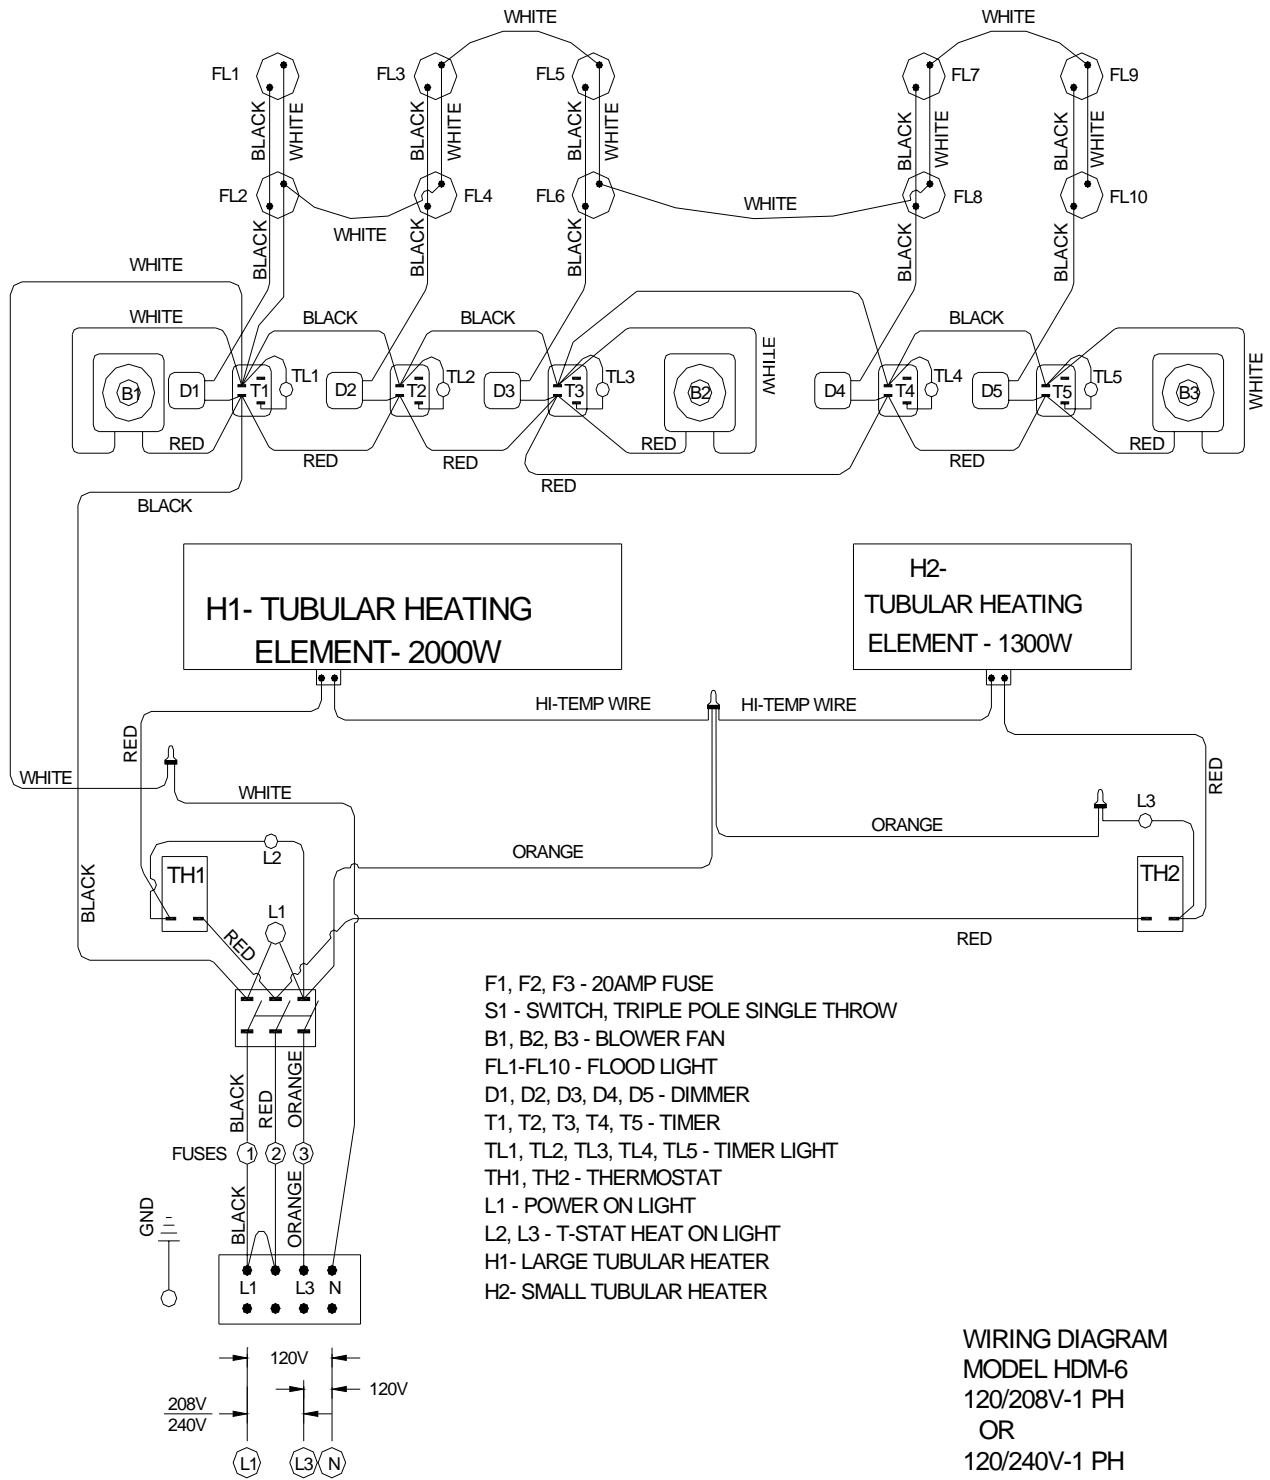 WHITE
WHITE
FL1
FL3
FL5
FL7
FL9
BLACK
WHITE
BLACK
WHITE
BLACK
WHITE
BLACK
WHITE
BLACK
WHITE
FL2
FL4
FL6
FL8
FL10
WHITE
WHITE
BLACK
BLACK
BLACK
BLACK
BLACK
WHITE
WHITE
BLACK
BLACK
BLACK
B1
D1
T1
TL1
D2
T2
TL2
D3
T3
TL3
B2
WHITE
D4
T4
TL4
D5
T5
TL5
B3
WHITE
RED
RED
RED
RED
RED
RED
RED
BLACK
H1- TUBULAR HEATING
ELEMENT- 2000W
H2-
TUBULAR HEATING
ELEMENT - 1300W
HI-TEMP WIRE
HI-TEMP WIRE
RED
RED
WHITE
WHITE
L3
ORANGE
ORANGE
L2
TH1
TH2
BLACK
L1
RED
RED
F1, F2, F3 - 20AMP FUSE
S1 - SWITCH, TRIPLE POLE SINGLE THROW
B1, B2, B3 - BLOWER FAN
FL1-FL10 - FLOOD LIGHT
D1, D2, D3, D4, D5 - DIMMER
T1, T2, T3, T4, T5 - TIMER
TL1, TL2, TL3, TL4, TL5 - TIMER LIGHT
TH1, TH2 - THERMOSTAT
L1 - POWER ON LIGHT
L2, L3 - T-STAT HEAT ON LIGHT
H1- LARGE TUBULAR HEATER
H2- SMALL TUBULAR HEATER
BLACK
RED
ORANGE
FUSES 1 2 3
BLACK
ORANGE
GND
L1 L3 N
120V
120V
208V
240V
L1 L3 N
WIRING DIAGRAM
MODEL HDM-6
120/208V-1 PH
OR
120/240V-1 PH